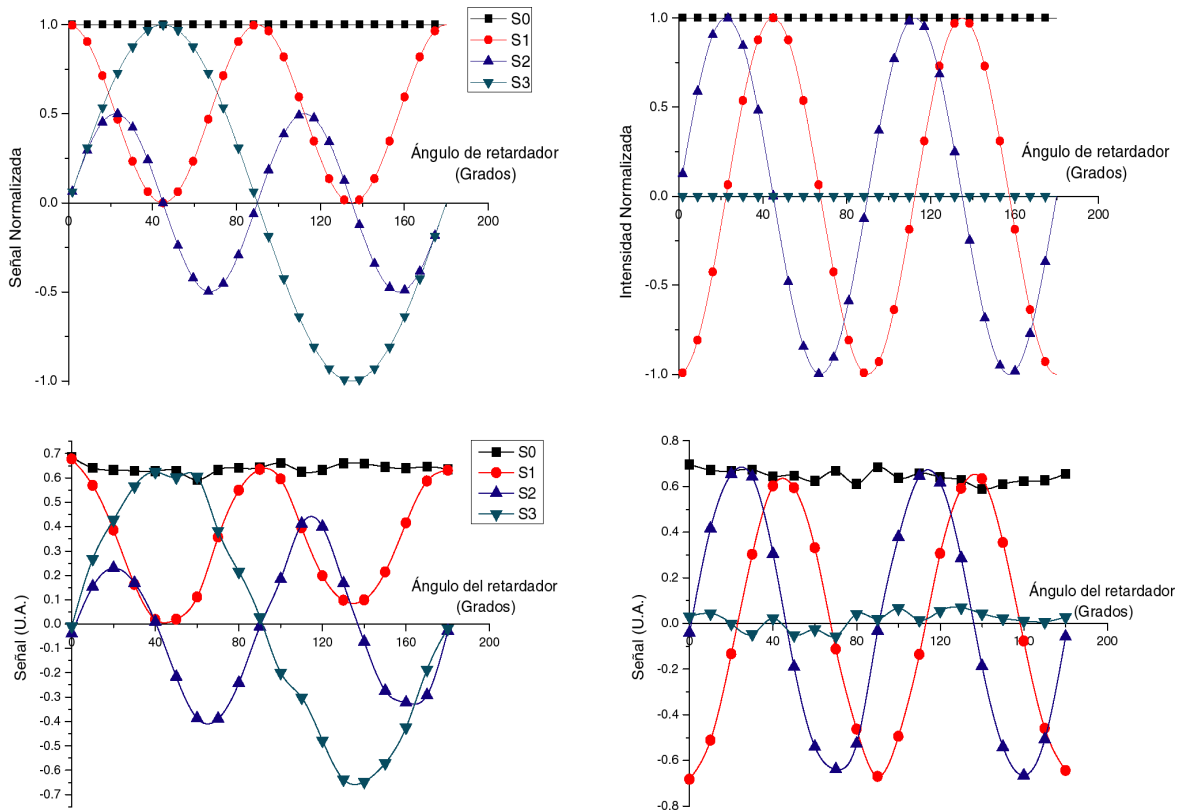 1.0
0.5
0.0
-0.5
-1.0
0
40
80
120
160
200
Señal Normalizada
Ángulo de retardador
(Grados)
S0
S1
S2
S3
1.0
0.5
0.0
-0.5
-1.0
0
40
80
120
160
200
Intensidad Normalizada
Ángulo de retardador
(Grados)
0.7
0.6
0.5
0.4
0.3
0.2
0.1
0.0
-0.1
-0.2
-0.3
-0.4
-0.5
-0.6
-0.7
0
40
80
120
160
200
Señal (U.A.)
Ángulo del retardador
(Grados)
S0
S1
S2
S3
0.8
0.6
0.4
0.2
0.0
-0.2
-0.4
-0.6
-0.8
0
40
80
120
160
200
Señal (U.A.)
Ángulo del retardador
(Grados)